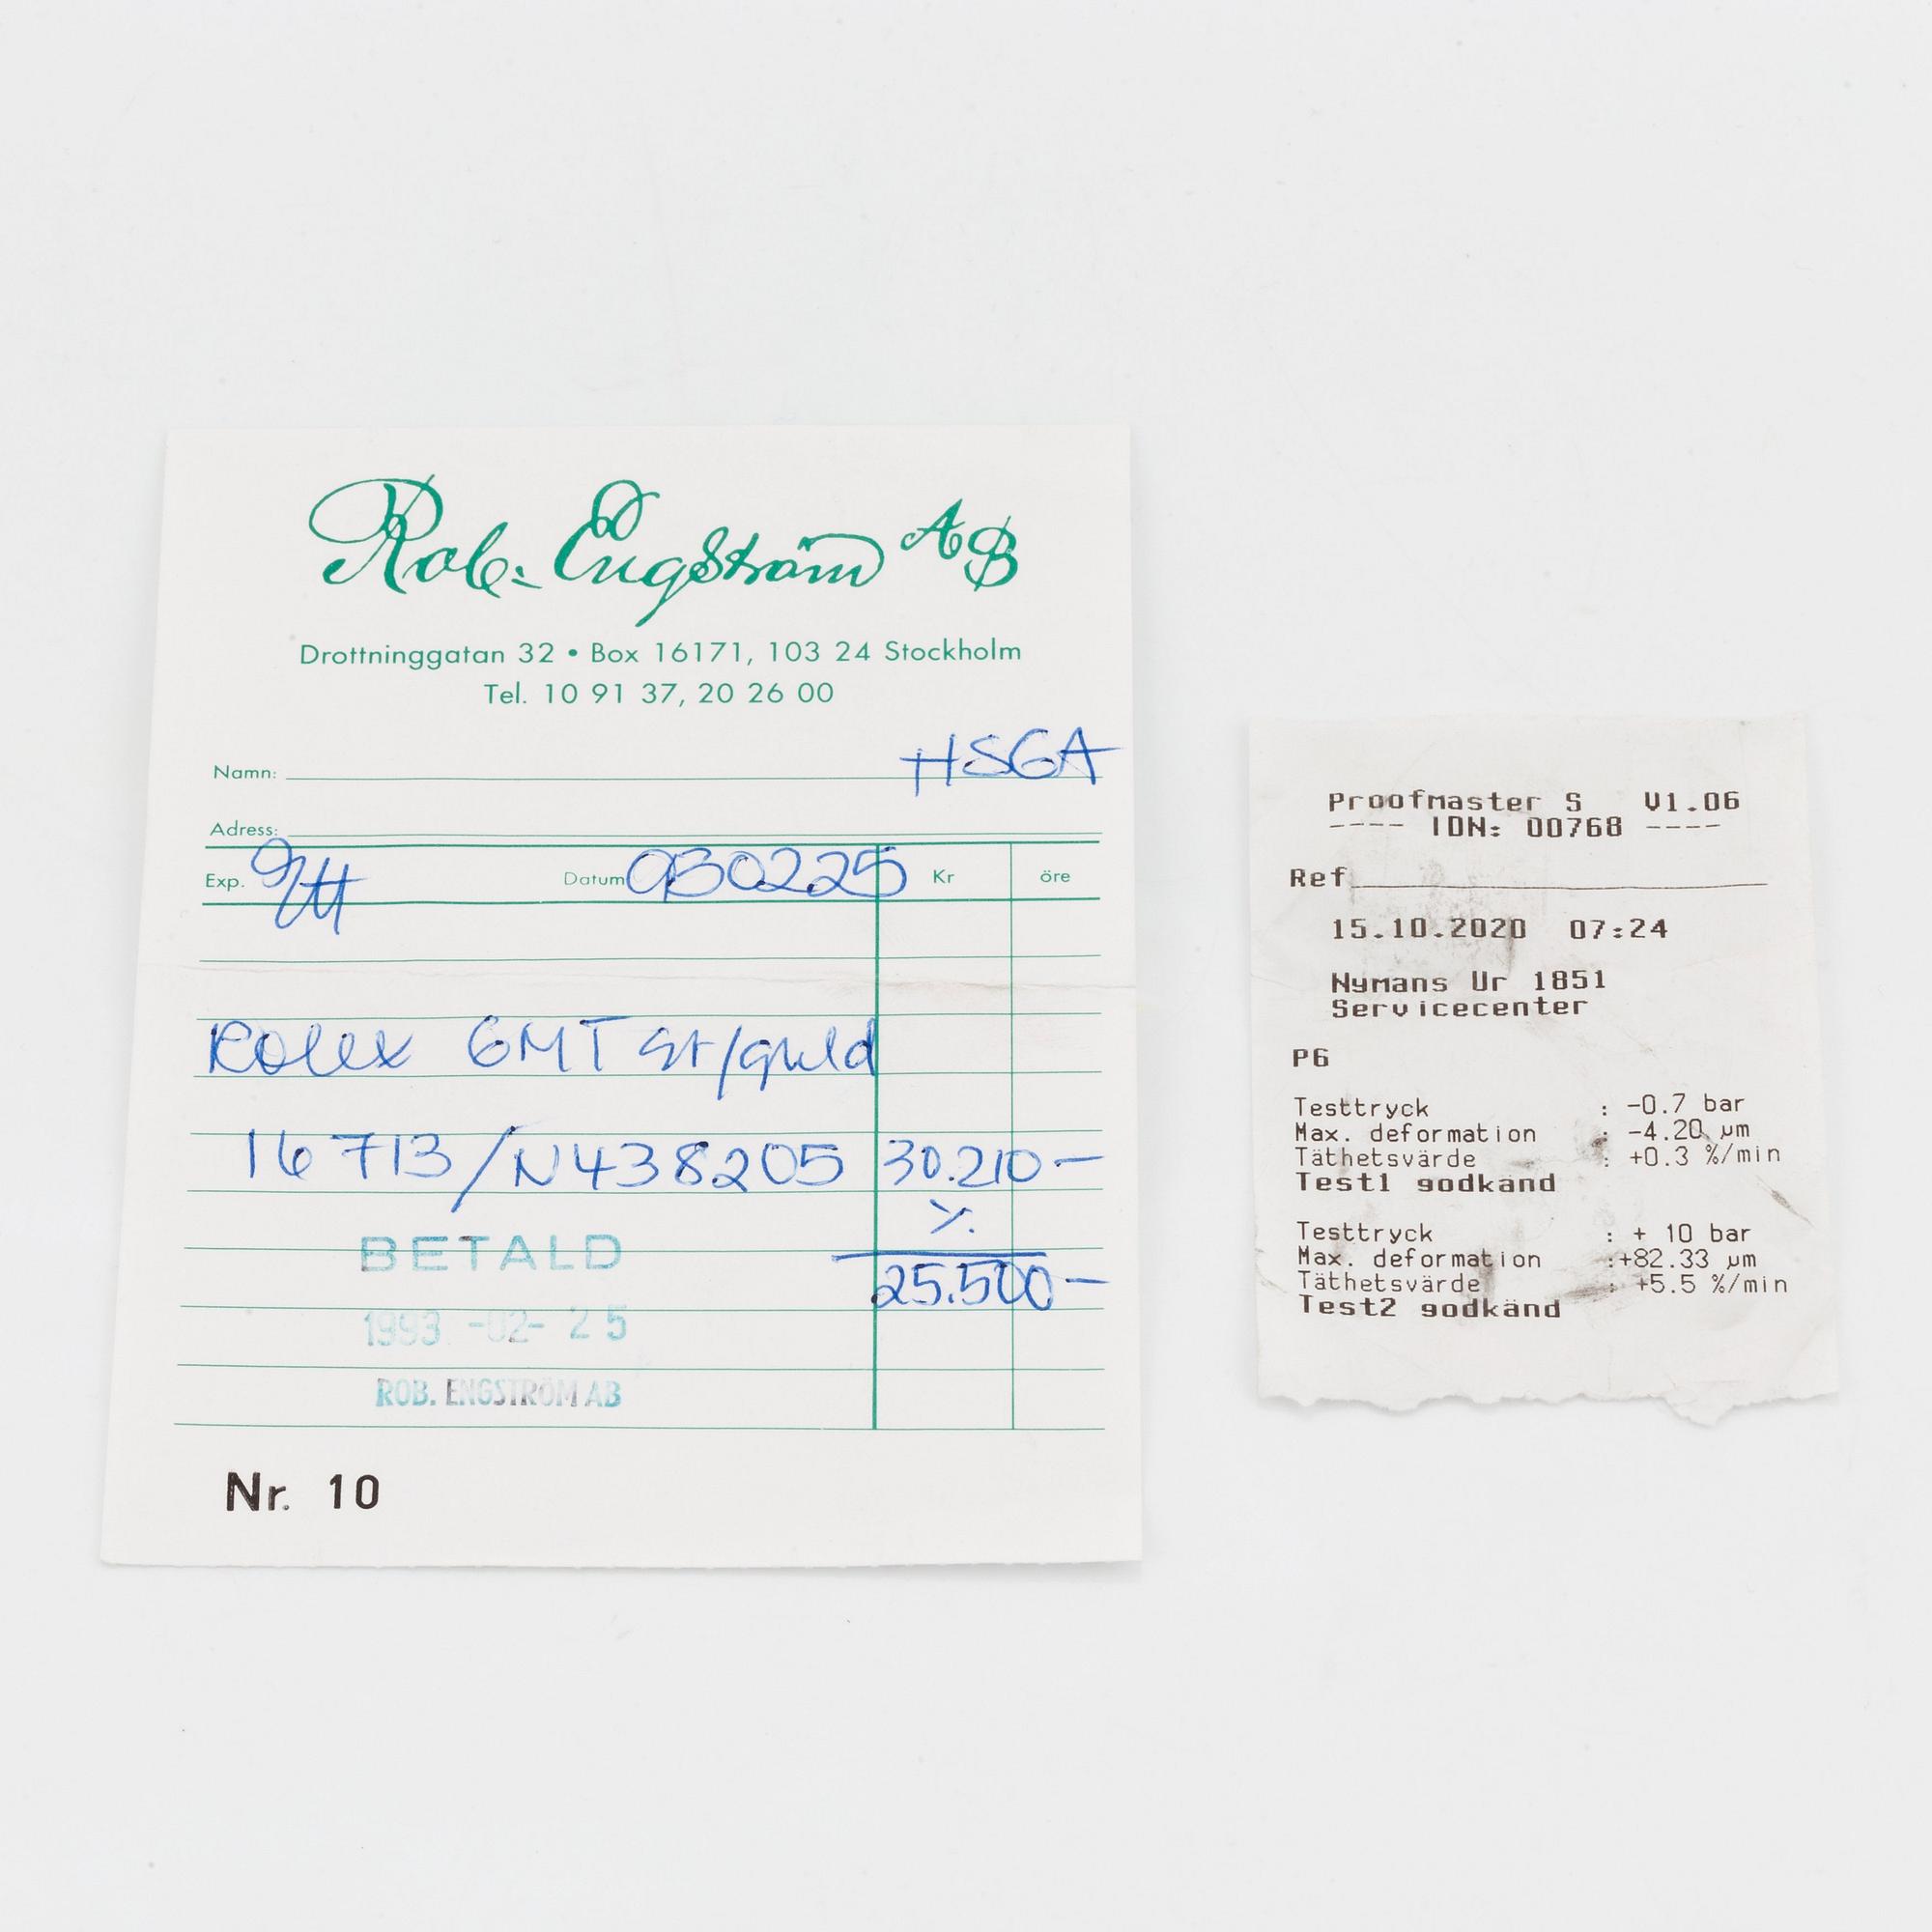 Rob. Engström AB
Drottninggatan 32 • Box 16171, 103 24 Stockholm
Tel. 10 91 37, 20 26 00
HSGA
Namn:
Adress:
Exp. Datum 930225 Kr öre
Rolex GMT st/guld
16713/N438205 30.210-
%
BETALD
25.500-
1993 -02- 25
ROB. ENGSTRÖM AB
Nr. 10
Proofmaster S V1.06
---- IDN: 00768 ----
Ref
15.10.2020 07:24
Nymans Ur 1851
Servicecenter
P6
Testtryck : -0.7 bar
Max. deformation : -4.20 µm
Täthetsvärde : +0.3 %/min
Test1 godkänd
Testtryck : + 10 bar
Max. deformation :+82.33 µm
Täthetsvärde : +5.5 %/min
Test2 godkänd